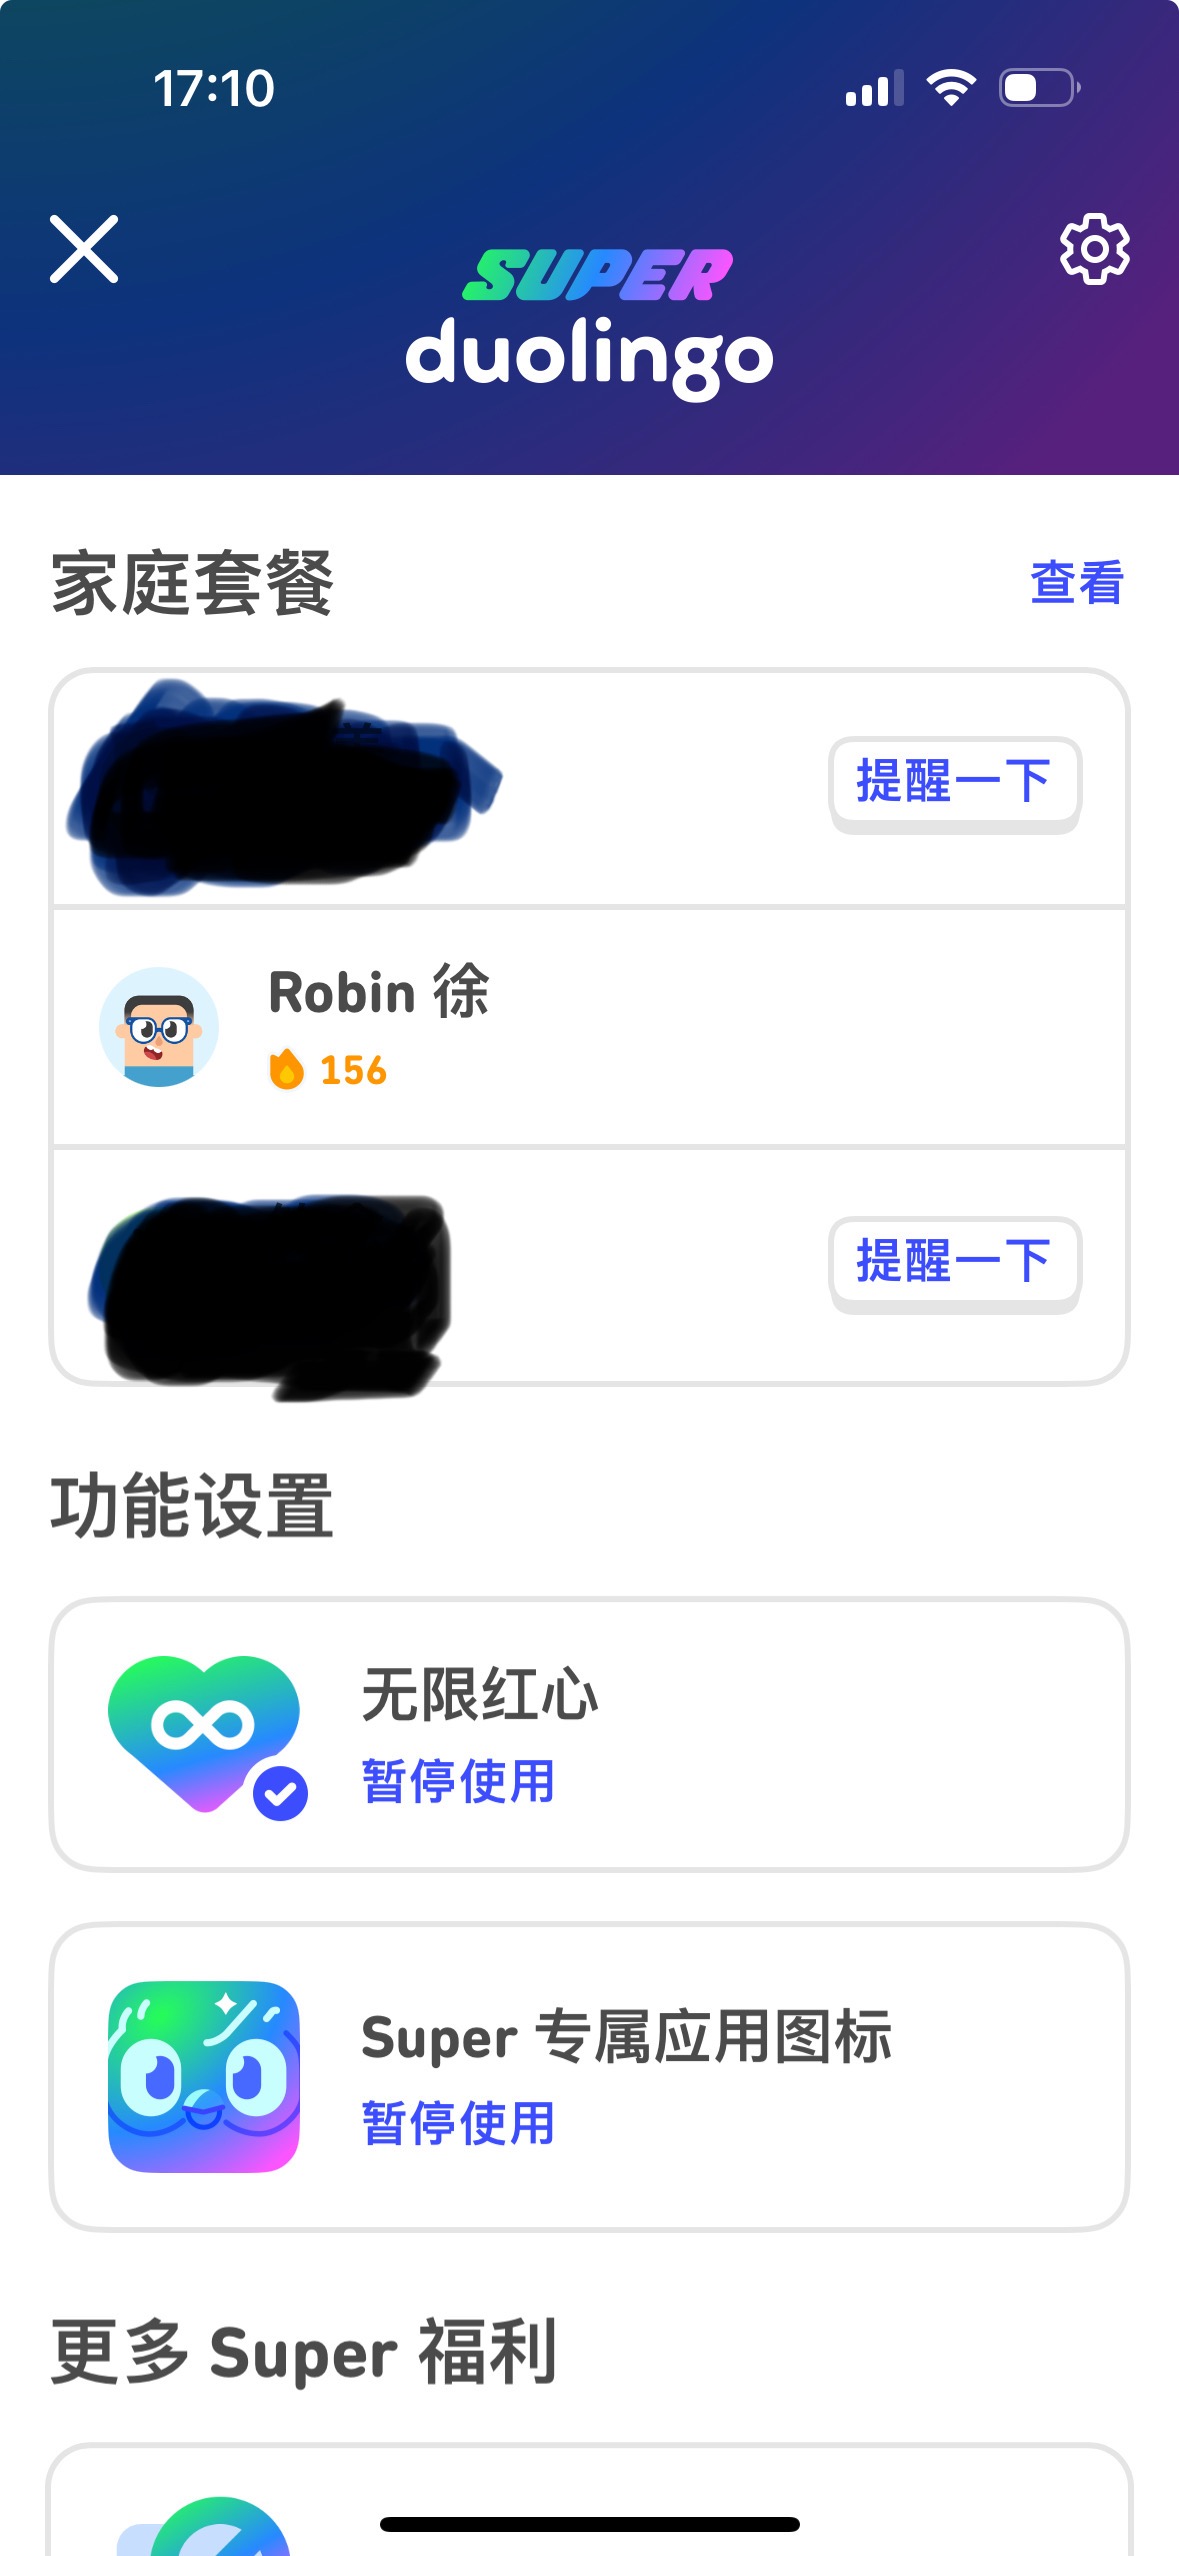 17:10
SUPER
duolingo
家庭套餐
查看
提醒一下
Robin 徐
156
提醒一下
功能设置
无限红心
暂停使用
Super 专属应用图标
暂停使用
更多 Super 福利